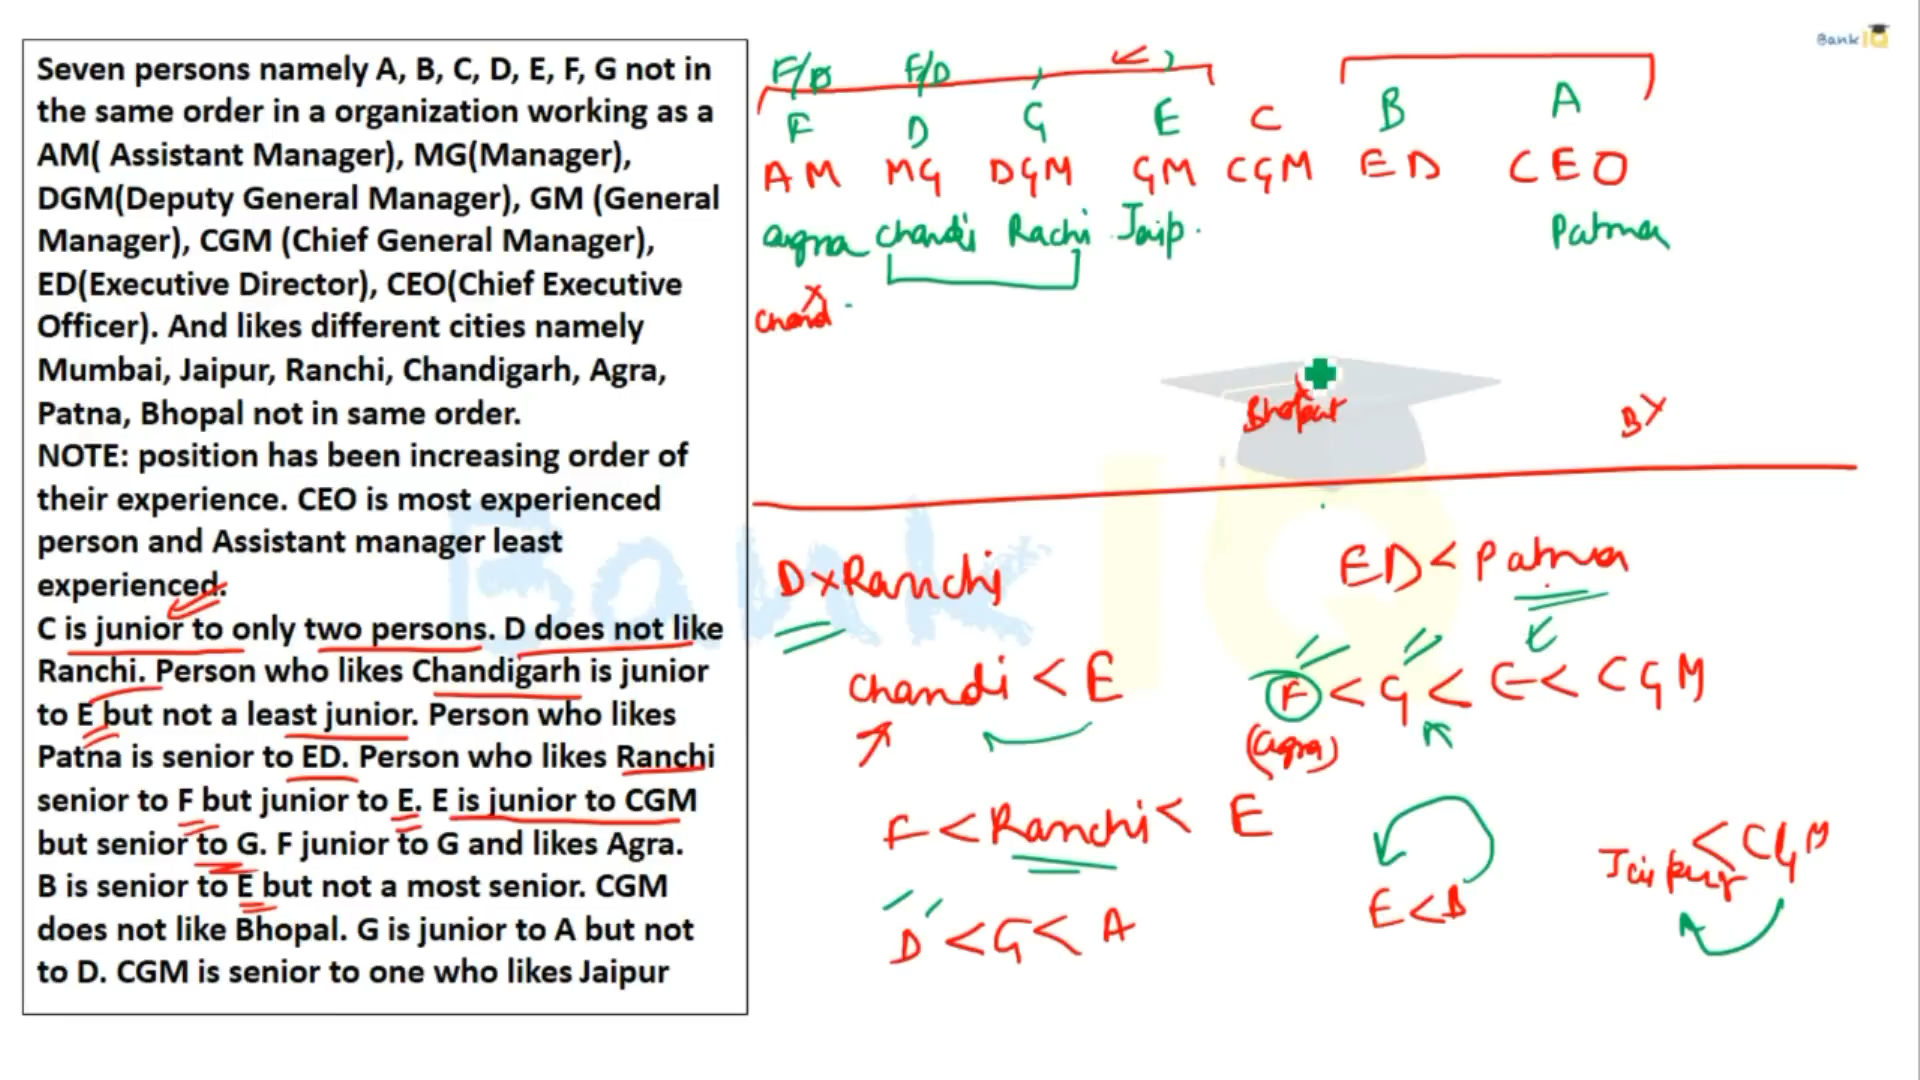 Bank IQ
Seven persons namely A, B, C, D, E, F, G not in
the same order in a organization working as a
AM( Assistant Manager), MG(Manager),
DGM(Deputy General Manager), GM (General
Manager), CGM (Chief General Manager),
ED(Executive Director), CEO(Chief Executive
Officer). And likes different cities namely
Mumbai, Jaipur, Ranchi, Chandigarh, Agra,
Patna, Bhopal not in same order.
NOTE: position has been increasing order of
their experience. CEO is most experienced
person and Assistant manager least
experienced.
C is junior to only two persons. D does not like
Ranchi. Person who likes Chandigarh is junior
to E but not a least junior. Person who likes
Patna is senior to ED. Person who likes Ranchi
senior to F but junior to E. E is junior to CGM
but senior to G. F junior to G and likes Agra.
B is senior to E but not a most senior. CGM
does not like Bhopal. G is junior to A but not
to D. CGM is senior to one who likes Jaipur
F/D F/D
F D G E C B A
AM MG DGM GM CGM ED CEO
agra chandi Rachi Jaip. Patna
x
Chand
Bhopal Bx
Bank IQ
D x Ranchi ED < Patna
chandi < E F < G < E < CGM
(agra)
F < Ranchi < E
Jaipur < CGM
D < G < A E < B